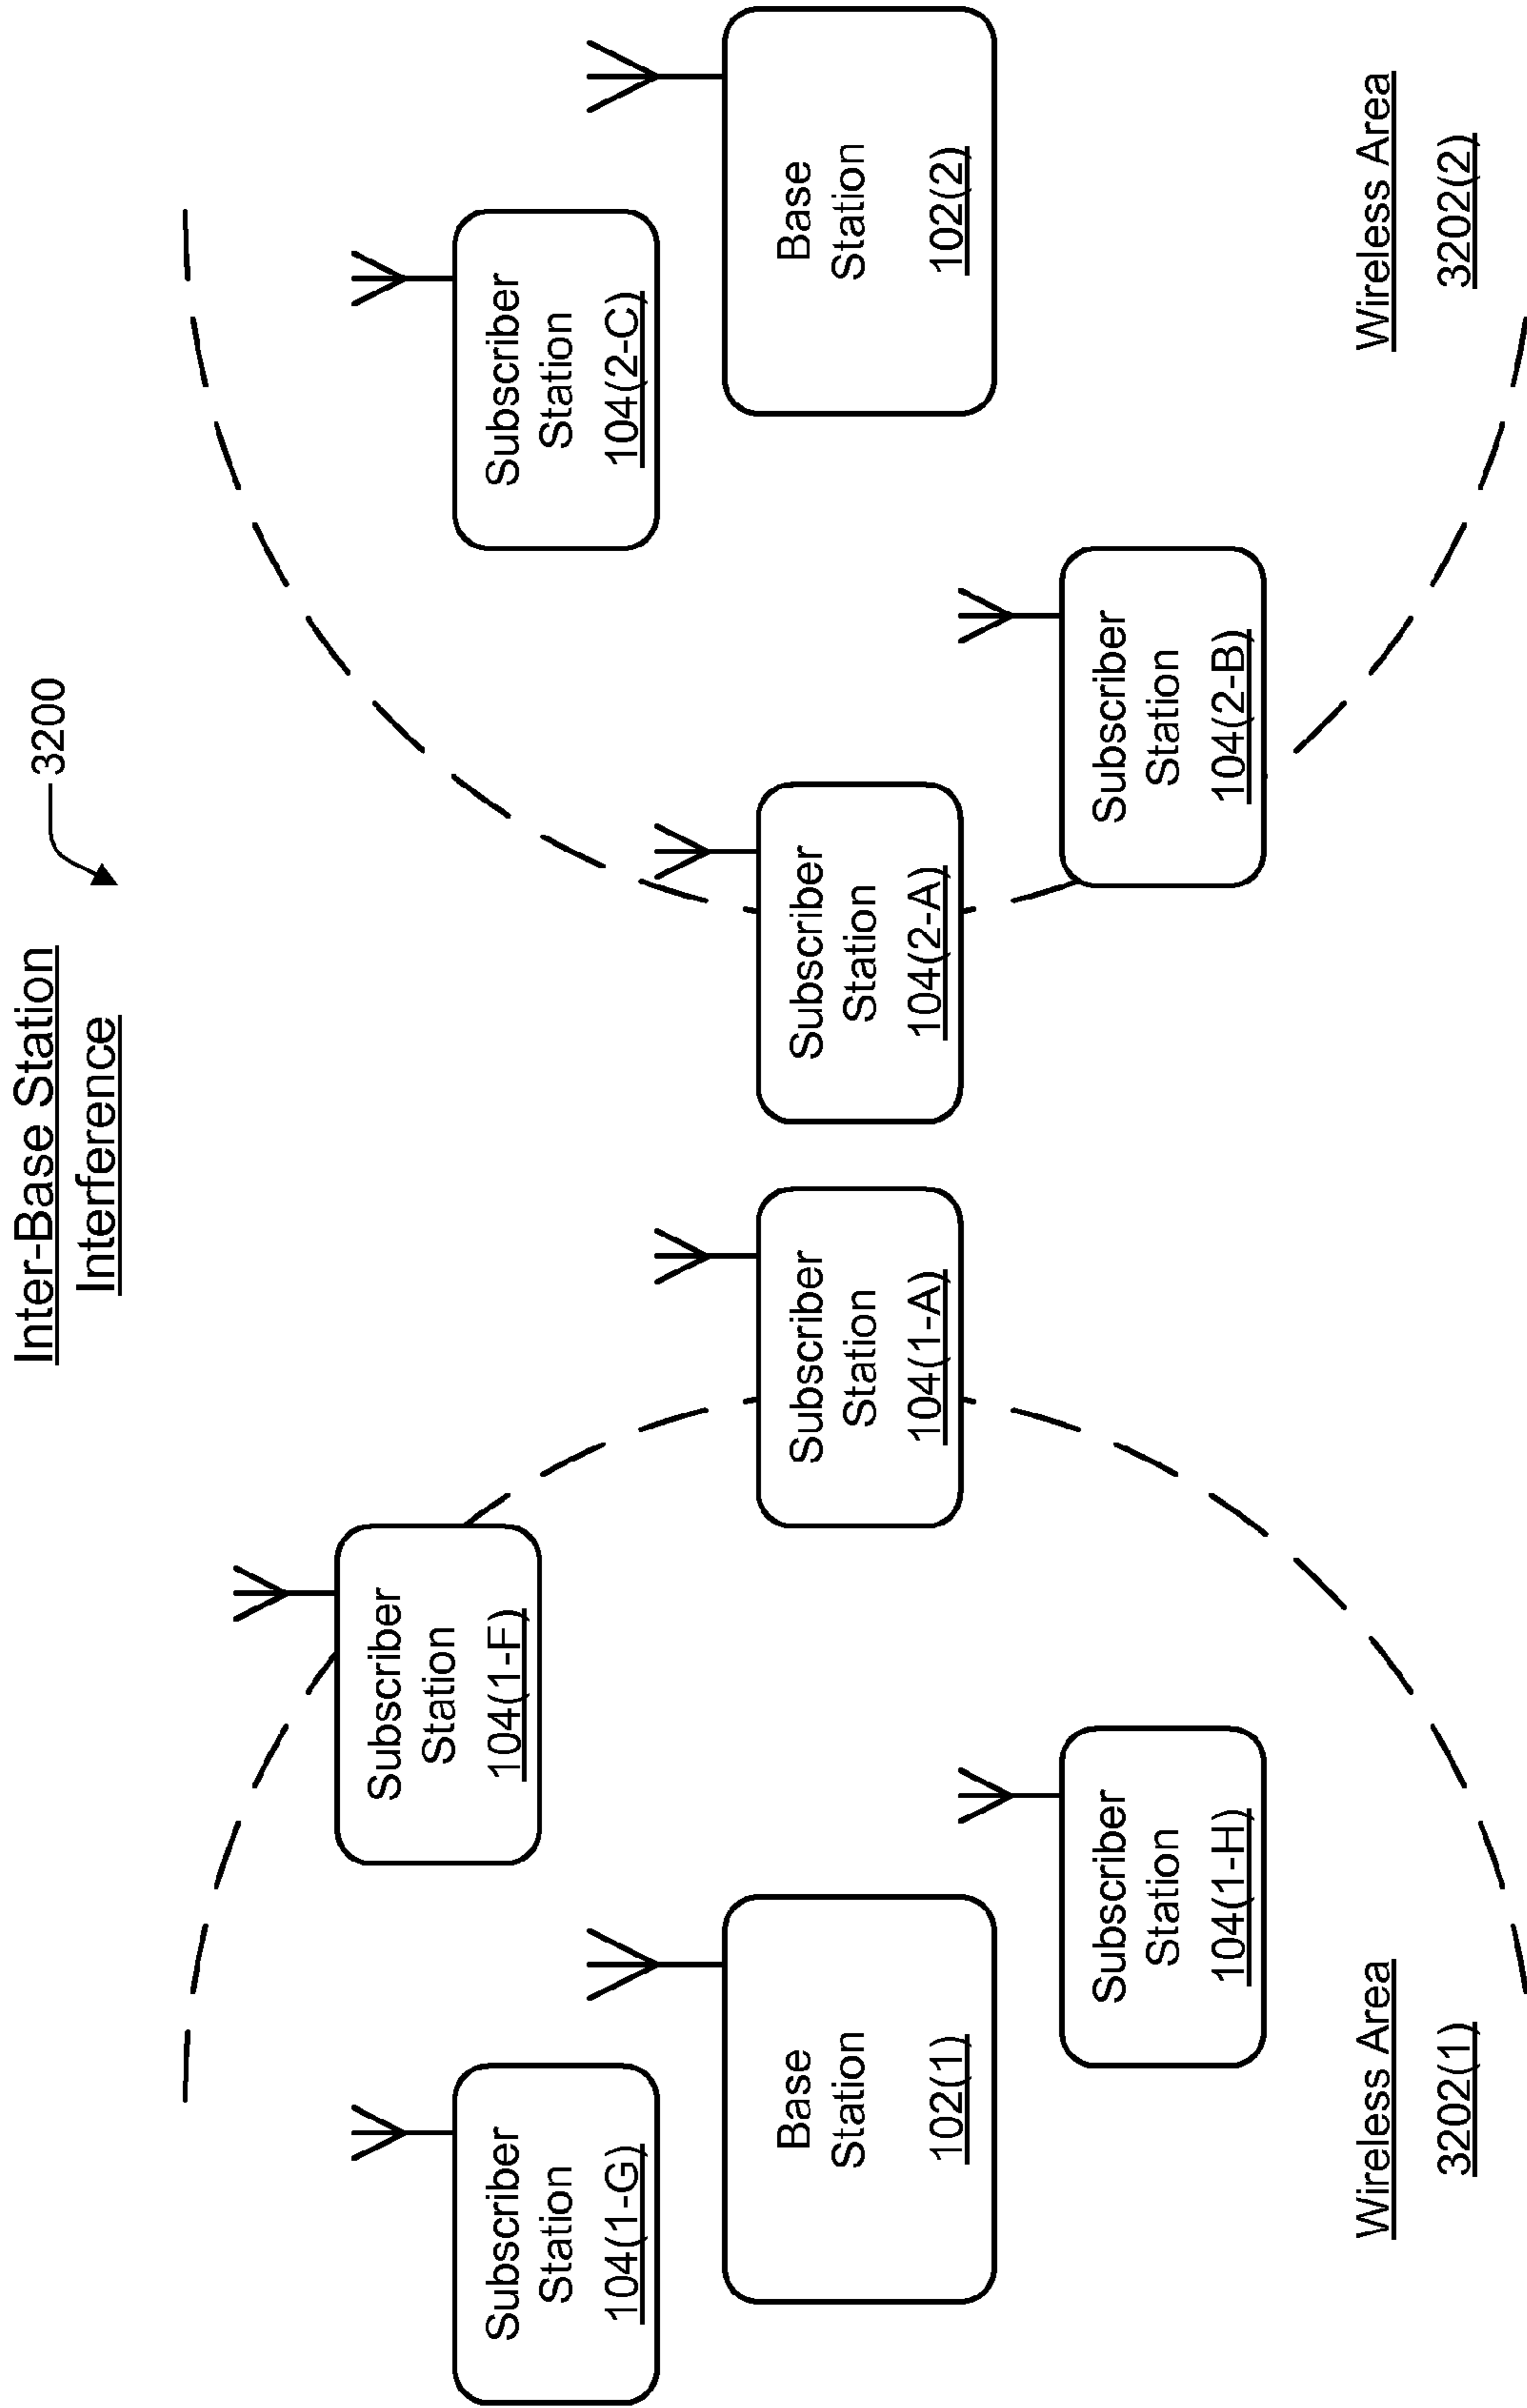 Inter-Base Station
Interference
3200
Subscriber
Station
104(1-F)
Subscriber
Station
104(1-G)
Subscriber
Station
104(2-C)
Base
Station
102(1)
Subscriber
Station
104(1-A)
Subscriber
Station
104(2-A)
Base
Station
102(2)
Subscriber
Station
104(1-H)
Subscriber
Station
104(2-B)
Wireless Area
3202(1)
Wireless Area
3202(2)